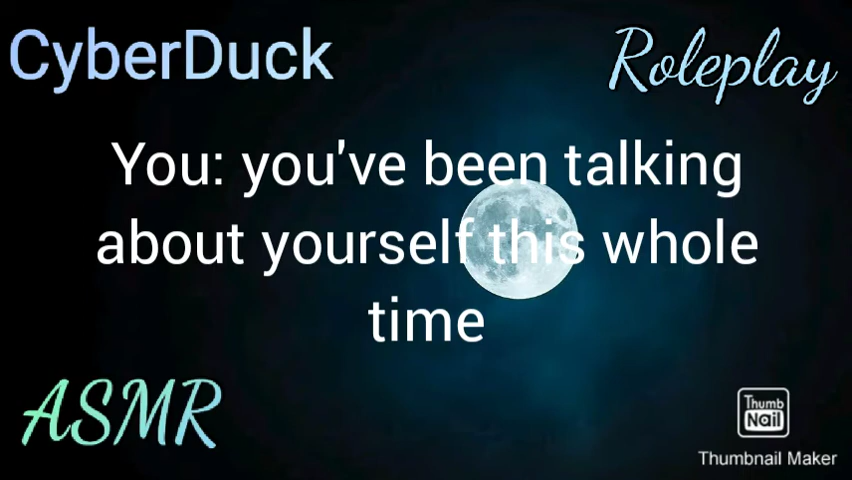 CyberDuck
Roleplay
You: you've been talking
about yourself this whole
time
ASMR
Thumb
Nail
Thumbnail Maker